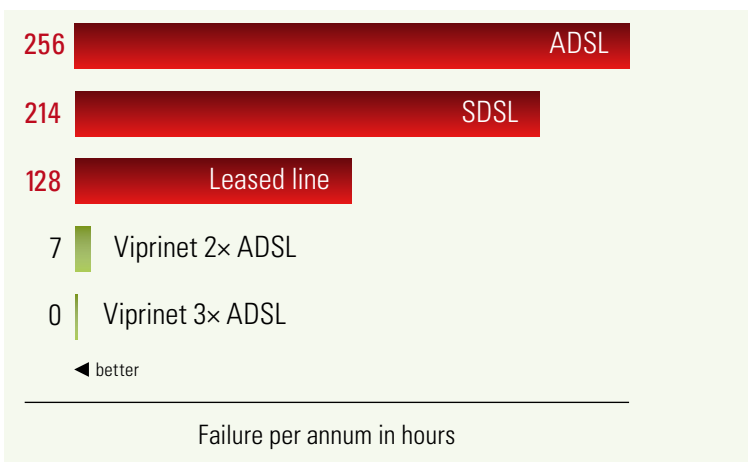 256 ADSL
214 SDSL
128 Leased line
7 Viprinet 2× ADSL
0 Viprinet 3× ADSL
◀ better
Failure per annum in hours